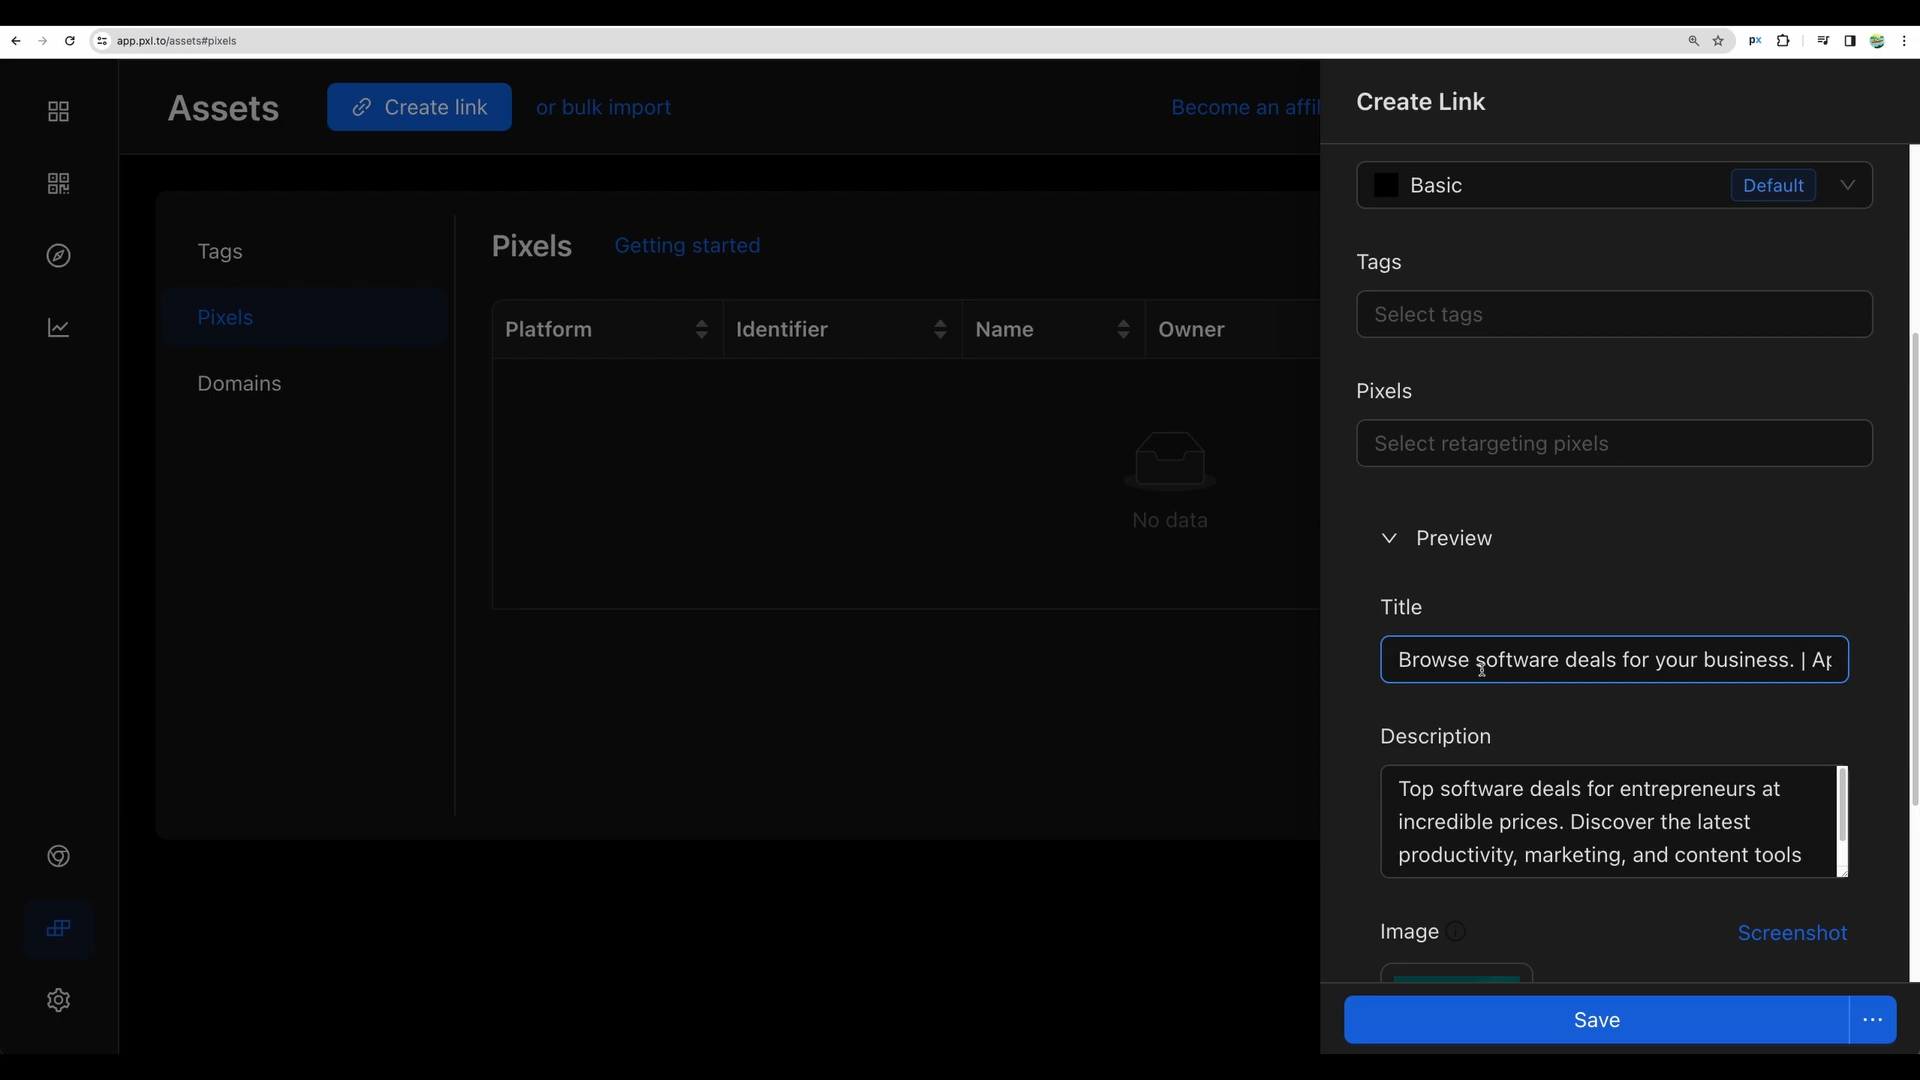 app.pxl.to/assets#pixels
px
Assets
Create link
or bulk import
Become an affil
Tags
Pixels
Domains
Pixels
Getting started
Platform
Identifier
Name
Owner
No data
Create Link
Basic
Default
Tags
Select tags
Pixels
Select retargeting pixels
Preview
Title
Browse software deals for your business. | Ap
Description
Top software deals for entrepreneurs at
incredible prices. Discover the latest
productivity, marketing, and content tools
Image
Screenshot
Save